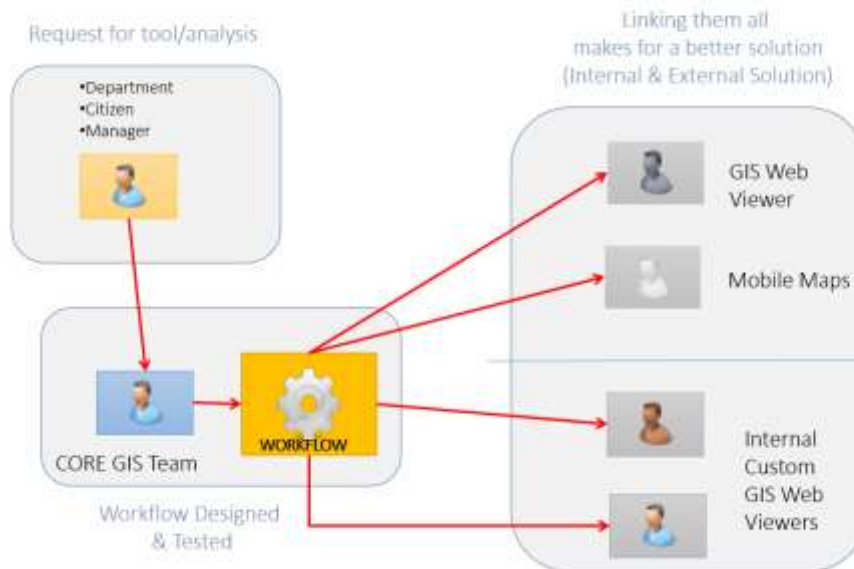 Request for tool/analysis
•Department
•Citizen
•Manager
CORE GIS Team
WORKFLOW
Workflow Designed
& Tested
Linking them all
makes for a better solution
(Internal & External Solution)
GIS Web
Viewer
Mobile Maps
Internal
Custom
GIS Web
Viewers